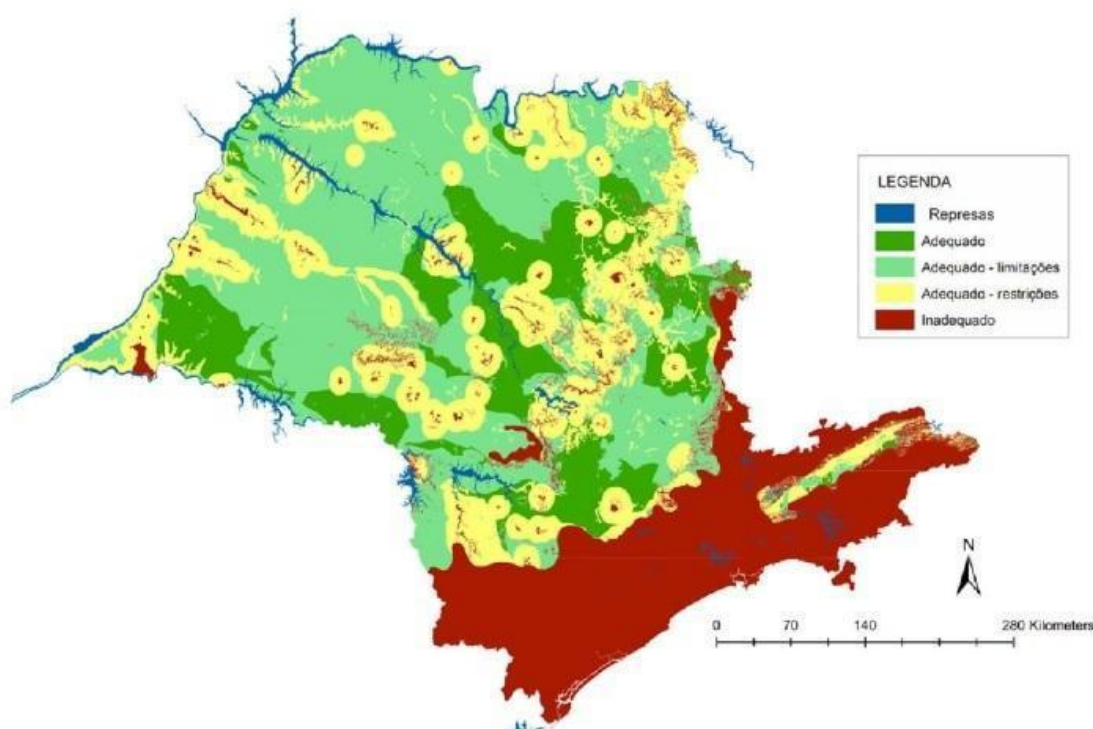 LEGENDA
Represas
Adequado
Adequado - limitações
Adequado - restrições
Inadequado
N
0 70 140 280 Kilometers